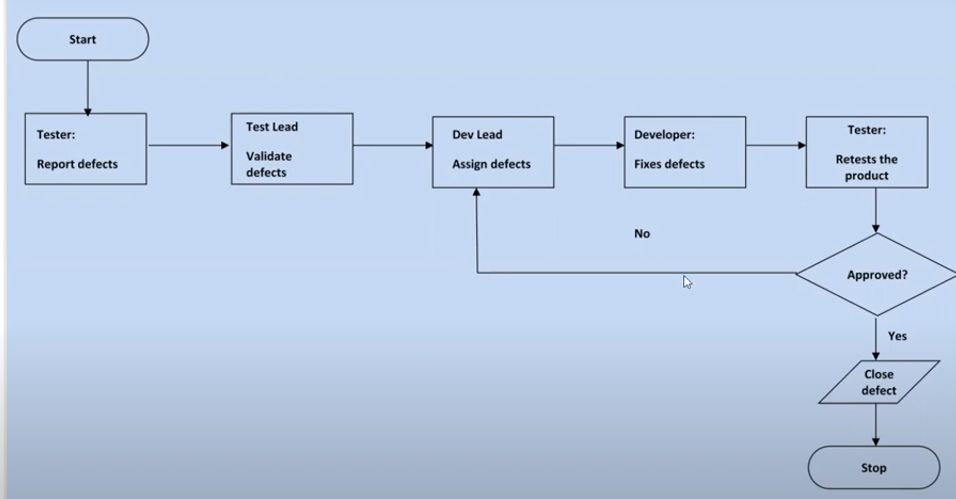 Start
Tester:
Report defects
Test Lead
Validate
defects
Dev Lead
Assign defects
Developer:
Fixes defects
Tester:
Retests the
product
No
Approved?
Yes
Close
defect
Stop